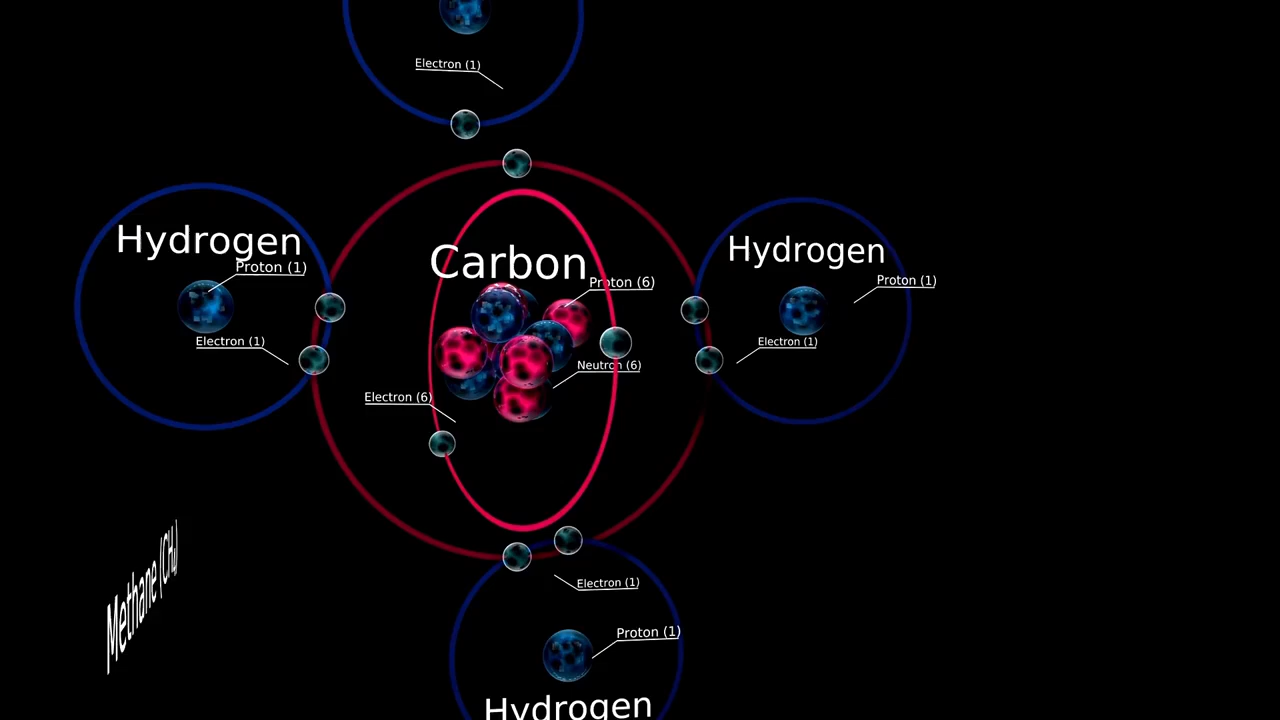 Electron (1)
Hydrogen
Proton (1)
Electron (1)
Carbon
Proton (6)
Neutron (6)
Electron (6)
Hydrogen
Proton (1)
Electron (1)
Methane (CH₄)
Electron (1)
Proton (1)
Hydrogen